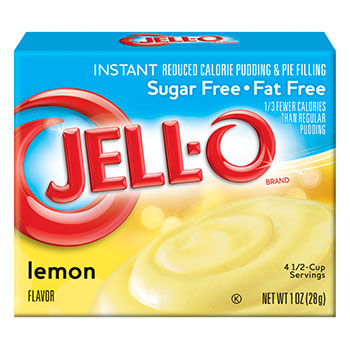 INSTANT REDUCED CALORIE PUDDING & PIE FILLING
Sugar Free • Fat Free
1/3 FEWER CALORIES
THAN REGULAR
PUDDING
JELL-O
BRAND
lemon
FLAVOR
4 1/2-Cup
Servings
K
NET WT 1 OZ (28g)